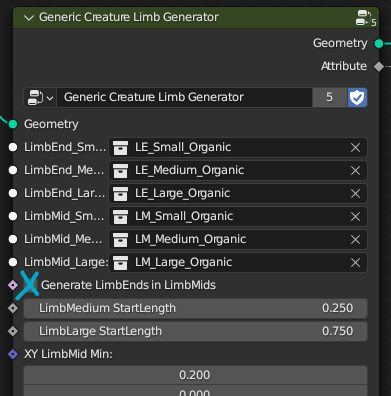 Generic Creature Limb Generator
5
Geometry
Attribute
Generic Creature Limb Generator 5
Geometry
LimbEnd_Sm... LE_Small_Organic
LimbEnd_Me... LE_Medium_Organic
LimbEnd_Lar... LE_Large_Organic
LimbMid_Sm... LM_Small_Organic
LimbMid_Me... LM_Medium_Organic
LimbMid_Large: LM_Large_Organic
Generate LimbEnds in LimbMids
LimbMedium StartLength 0.250
LimbLarge StartLength 0.750
XY LimbMid Min:
0.200
0.000